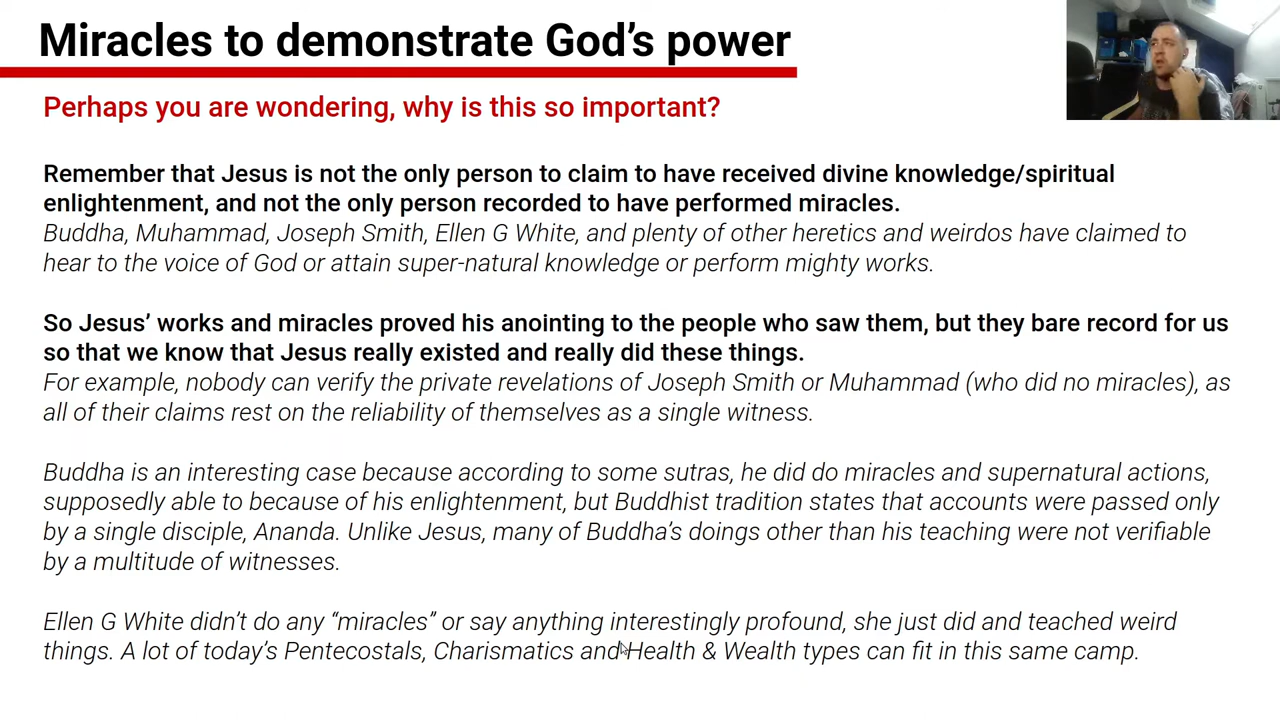 Miracles to demonstrate God's power
Perhaps you are wondering, why is this so important?
Remember that Jesus is not the only person to claim to have received divine knowledge/spiritual
enlightenment, and not the only person recorded to have performed miracles.
Buddha, Muhammad, Joseph Smith, Ellen G White, and plenty of other heretics and weirdos have claimed to
hear to the voice of God or attain super-natural knowledge or perform mighty works.
So Jesus' works and miracles proved his anointing to the people who saw them, but they bare record for us
so that we know that Jesus really existed and really did these things.
For example, nobody can verify the private revelations of Joseph Smith or Muhammad (who did no miracles), as
all of their claims rest on the reliability of themselves as a single witness.
Buddha is an interesting case because according to some sutras, he did do miracles and supernatural actions,
supposedly able to because of his enlightenment, but Buddhist tradition states that accounts were passed only
by a single disciple, Ananda. Unlike Jesus, many of Buddha's doings other than his teaching were not verifiable
by a multitude of witnesses.
Ellen G White didn't do any “miracles” or say anything interestingly profound, she just did and teached weird
things. A lot of today's Pentecostals, Charismatics and Health & Wealth types can fit in this same camp.